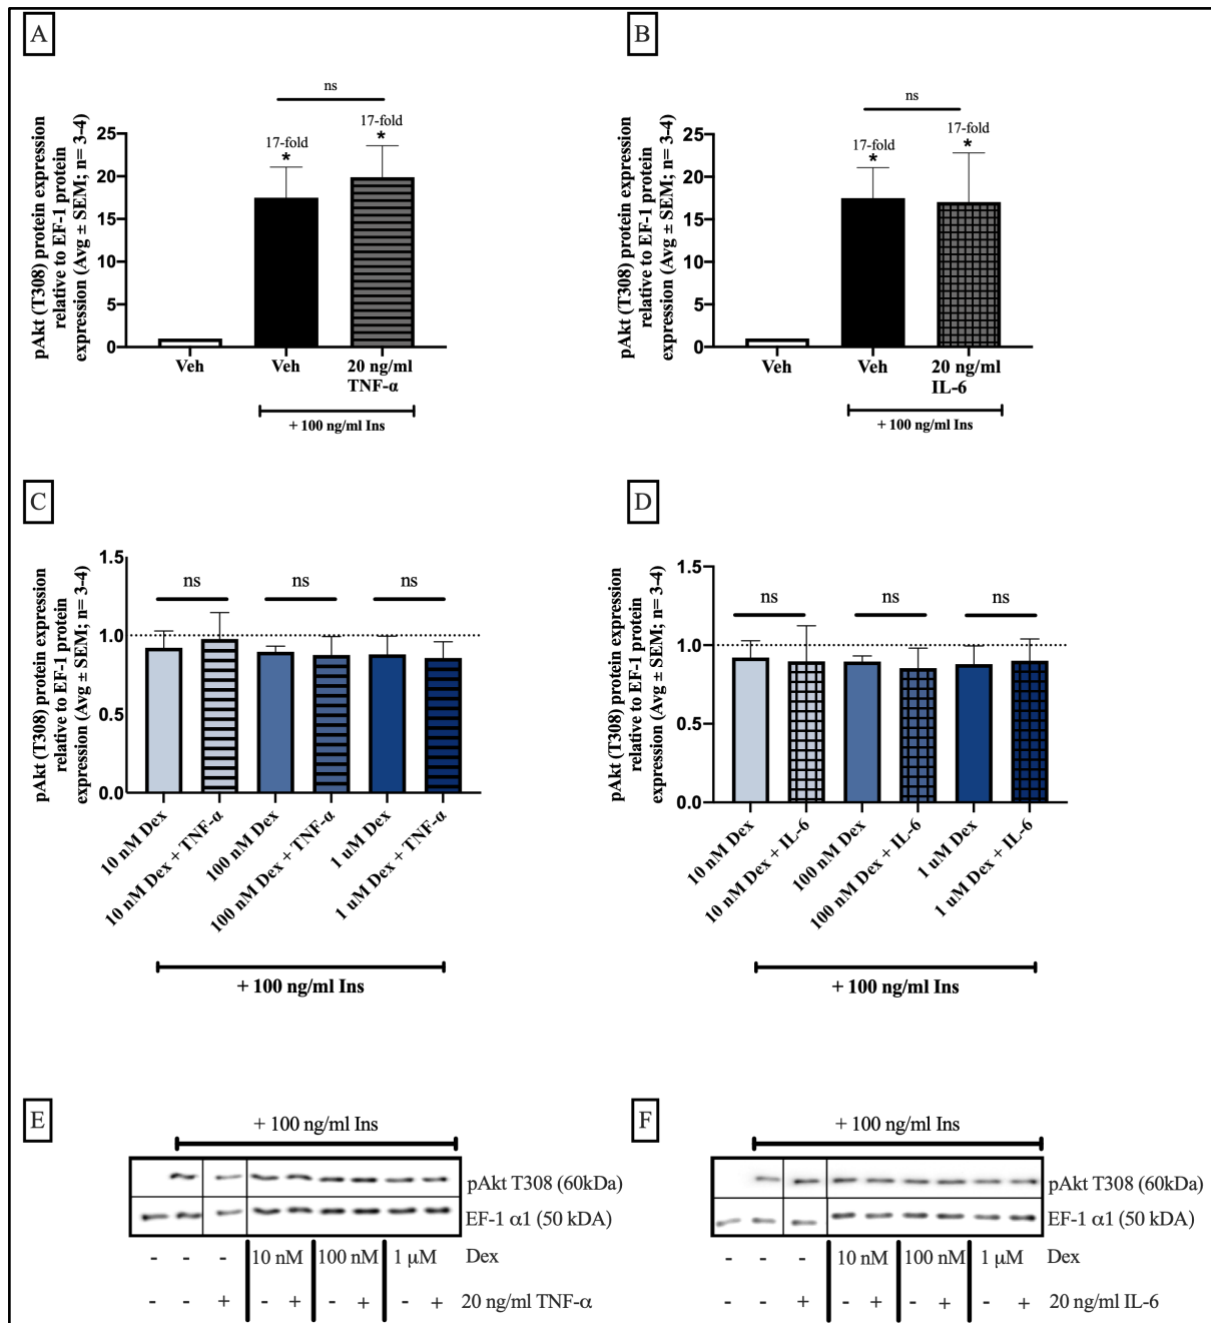 A
ns
17-fold
*
17-fold
*
pAkt (T308) protein expression
relative to EF-1 protein
expression (Avg ± SEM; n= 3-4)
25
20
15
10
5
0
Veh
Veh
20 ng/ml
TNF-α
+ 100 ng/ml Ins
B
ns
17-fold
*
17-fold
*
pAkt (T308) protein expression
relative to EF-1 protein
expression (Avg ± SEM; n= 3-4)
25
20
15
10
5
0
Veh
Veh
20 ng/ml
IL-6
+ 100 ng/ml Ins
C
pAkt (T308) protein expression
relative to EF-1 protein
expression (Avg ± SEM; n= 3-4)
1.5
1.0
0.5
0.0
ns
ns
ns
10 nM Dex
10 nM Dex + TNF-α
100 nM Dex
100 nM Dex + TNF-α
1 uM Dex
1 uM Dex + TNF-α
+ 100 ng/ml Ins
D
pAkt (T308) protein expression
relative to EF-1 protein
expression (Avg ± SEM; n= 3-4)
1.5
1.0
0.5
0.0
ns
ns
ns
10 nM Dex
10 nM Dex + IL-6
100 nM Dex
100 nM Dex + IL-6
1 uM Dex
1 uM Dex + IL-6
+ 100 ng/ml Ins
E
+ 100 ng/ml Ins
pAkt T308 (60kDa)
EF-1 α1 (50 kDA)
- - - 10 nM 100 nM 1 μM Dex
- - + - + - + - + 20 ng/ml TNF-α
F
+ 100 ng/ml Ins
pAkt T308 (60kDa)
EF-1 α1 (50 kDA)
- - - 10 nM 100 nM 1 μM Dex
- - + - + - + - + 20 ng/ml IL-6